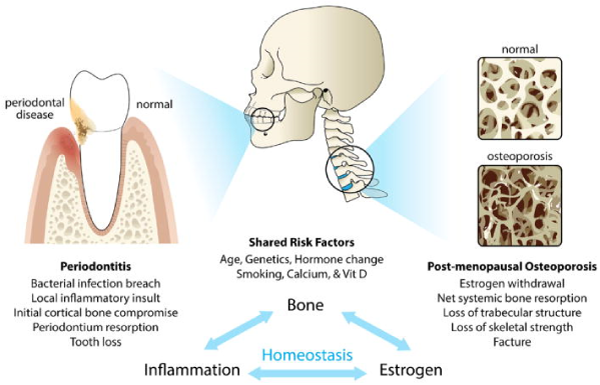 periodontal
disease
normal
normal
osteoporosis
Periodontitis
Bacterial infection breach
Local inflammatory insult
Initial cortical bone compromise
Periodontium resorption
Tooth loss
Shared Risk Factors
Age, Genetics, Hormone change
Smoking, Calcium, & Vit D
Post-menopausal Osteoporosis
Estrogen withdrawal
Net systemic bone resorption
Loss of trabecular structure
Loss of skeletal strength
Facture
Bone
Homeostasis
Inflammation
Estrogen